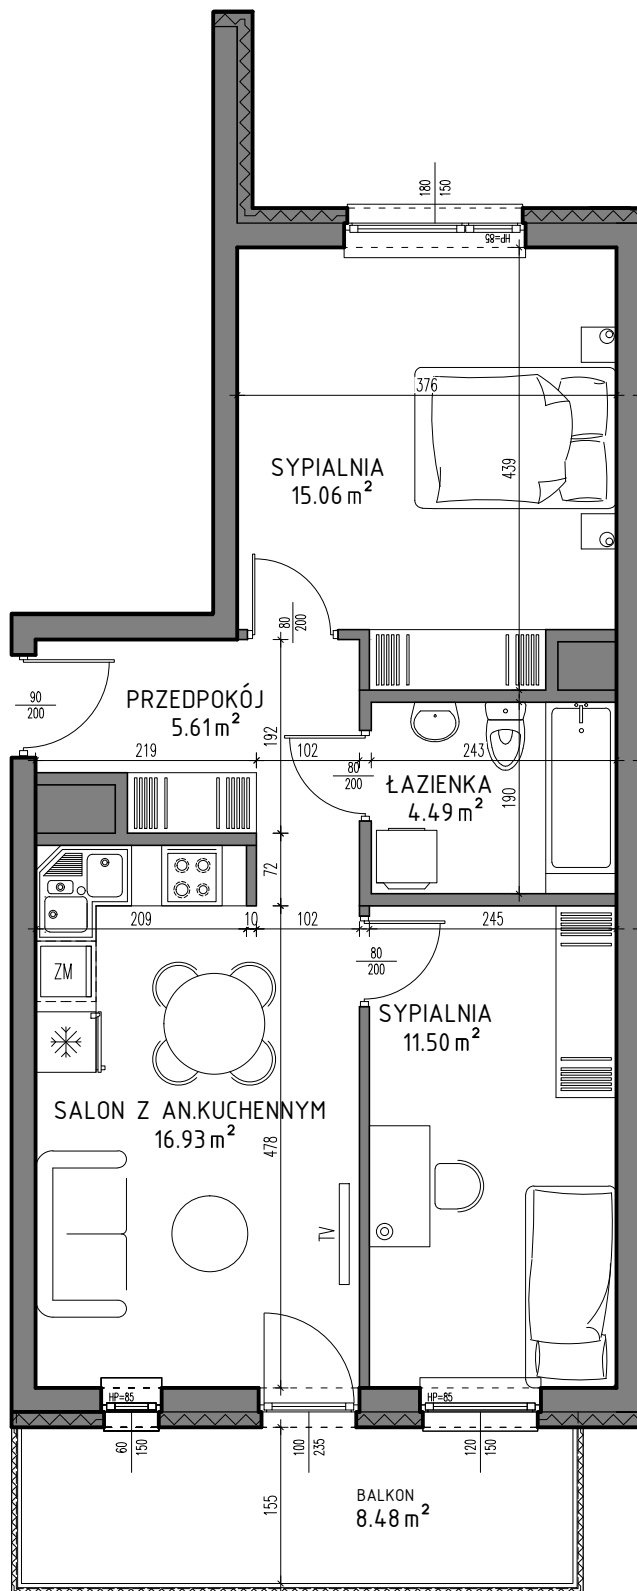 180
150
HP=85
376
439
SYPIALNIA
15.06 m²
80
200
90
200
PRZEDPOKÓJ
5.61 m²
192
219
102
80
200
243
ŁAZIENKA
4.49 m²
190
72
209
10
102
245
80
200
ZM
SYPIALNIA
11.50 m²
SALON Z AN.KUCHENNYM
16.93 m²
478
TV
HP=85
HP=85
60
150
100
235
120
150
155
BALKON
8.48 m²